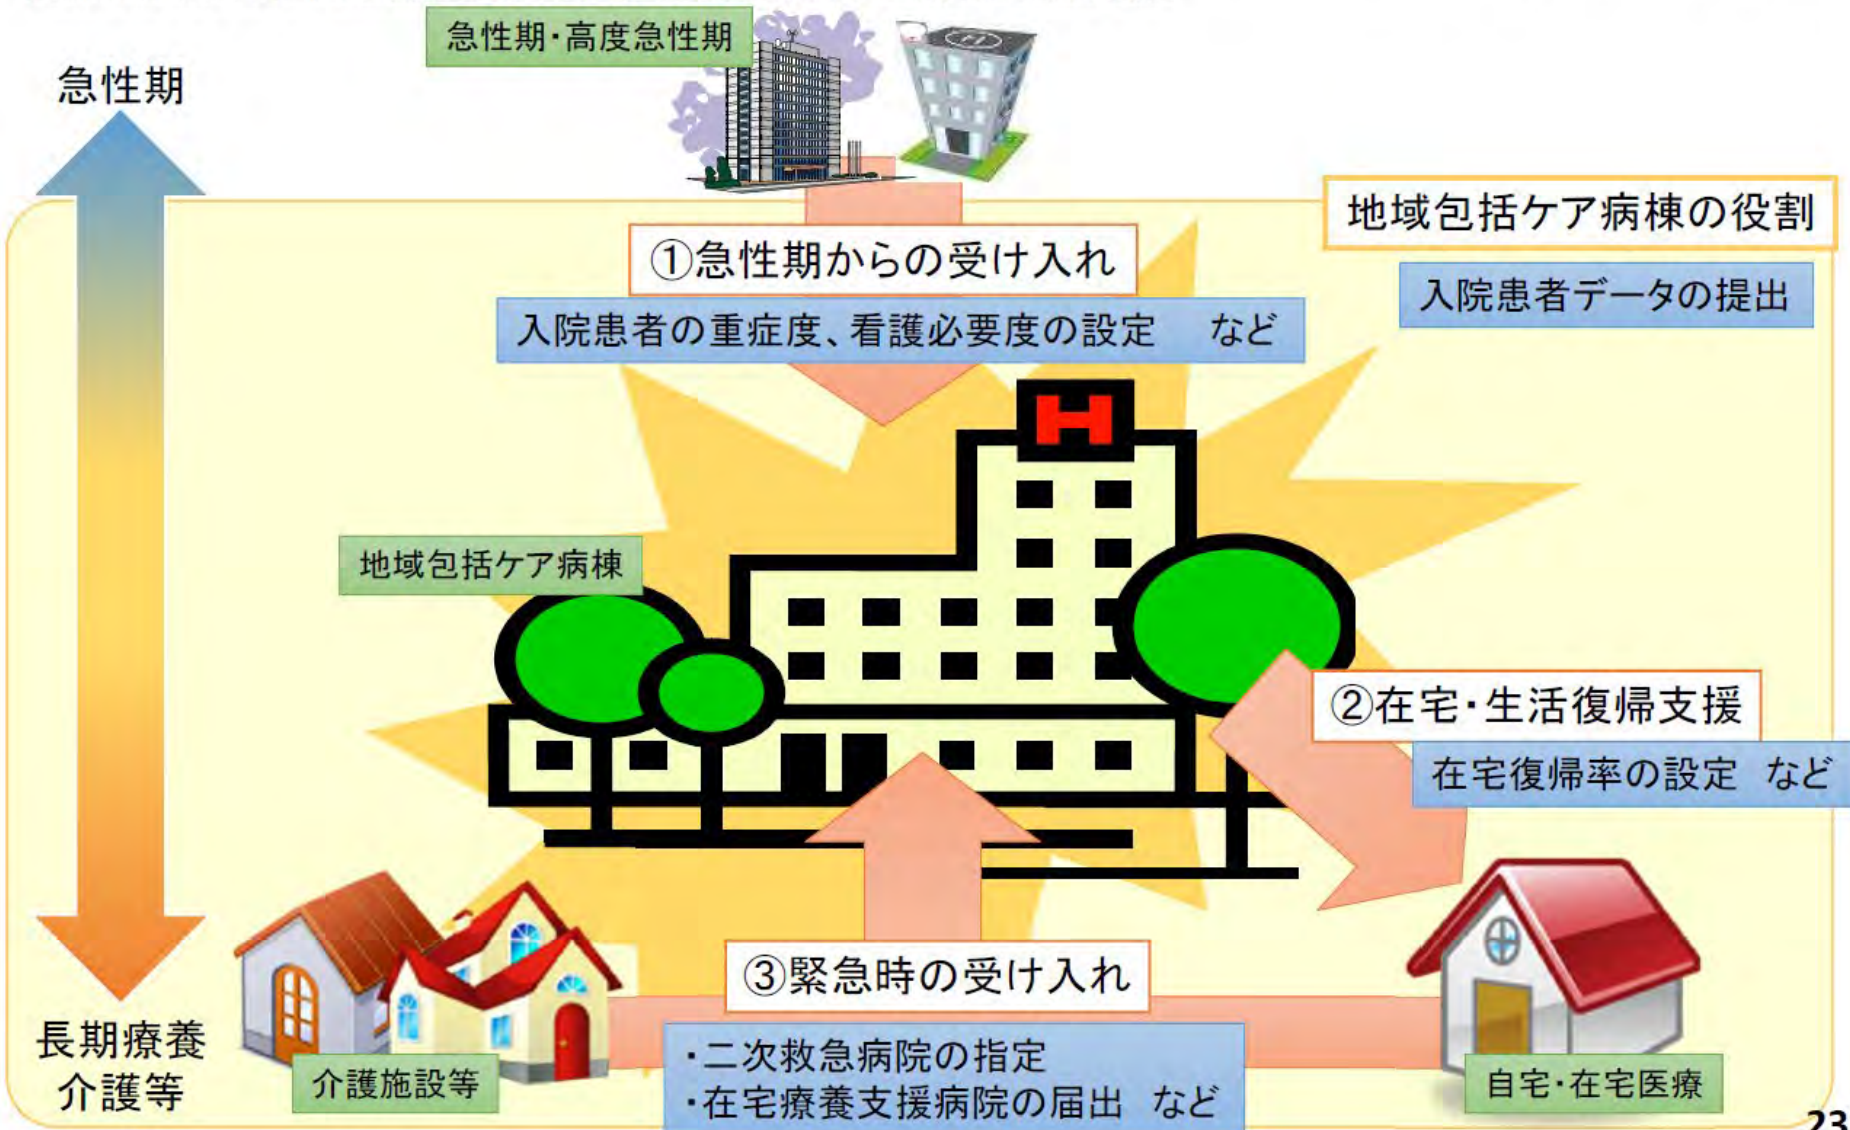 急性期・高度急性期
急性期
地域包括ケア病棟の役割
①急性期からの受け入れ
入院患者データの提出
入院患者の重症度、看護必要度の設定　など
H
地域包括ケア病棟
②在宅・生活復帰支援
在宅復帰率の設定　など
③緊急時の受け入れ
・二次救急病院の指定
・在宅療養支援病院の届出　など
長期療養
介護等
介護施設等
自宅・在宅医療
23